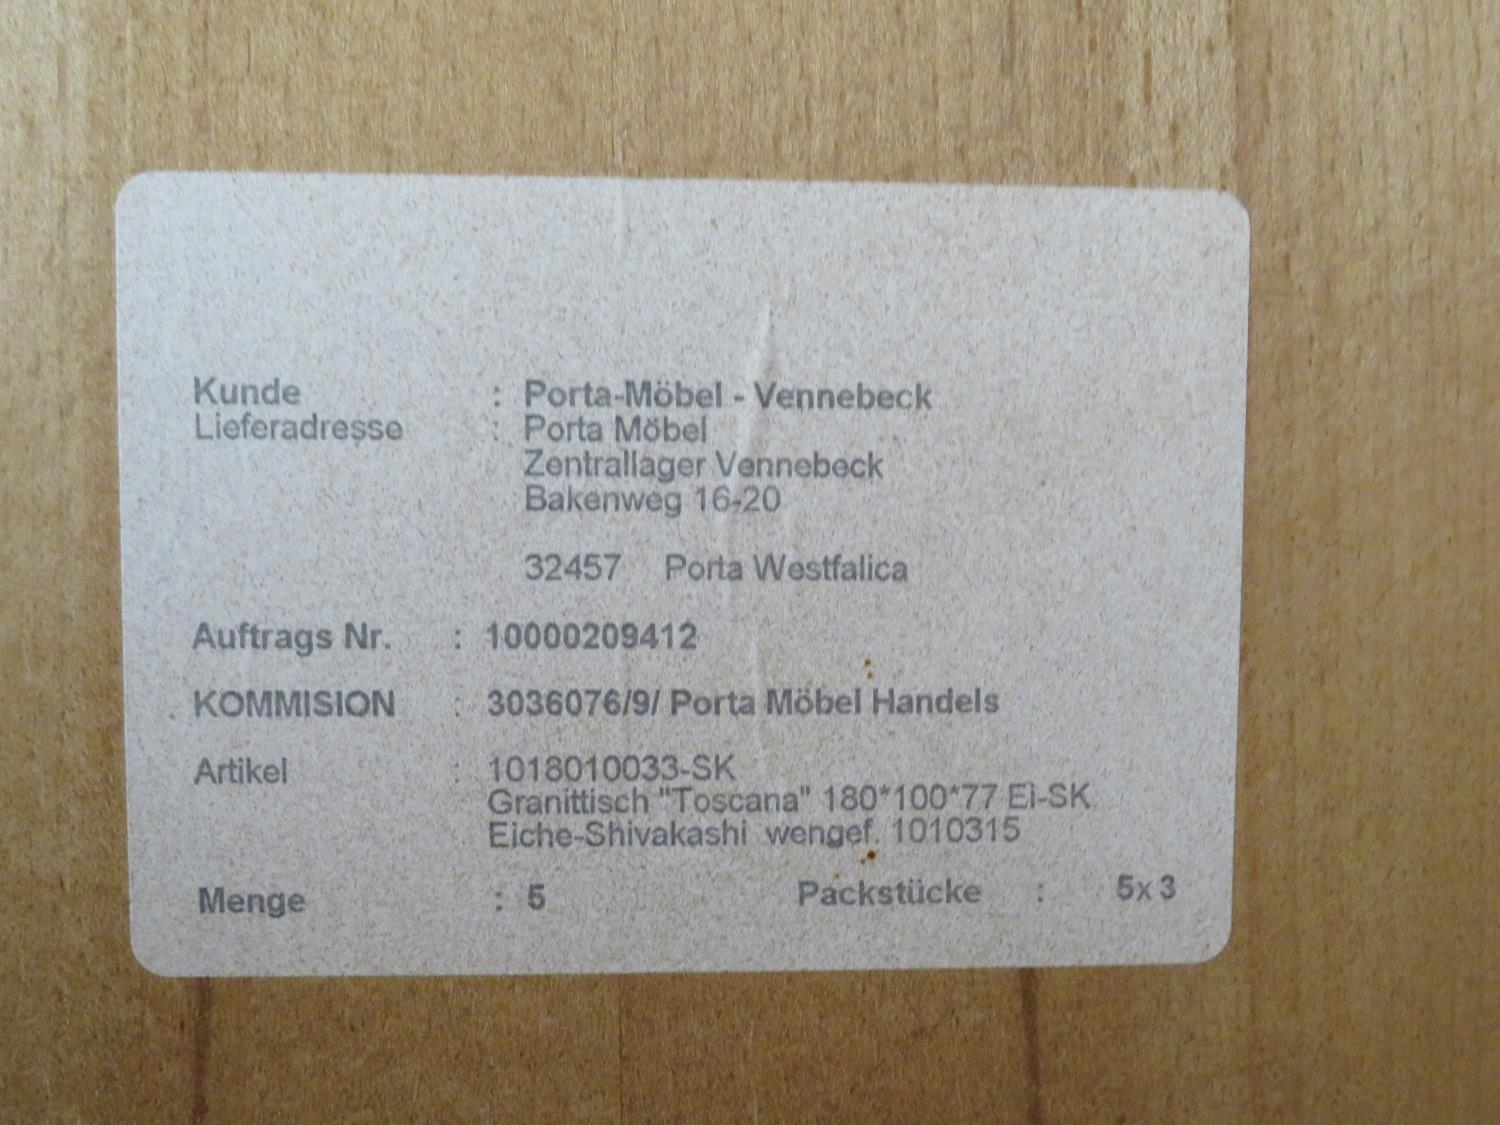 Kunde : Porta-Möbel - Vennebeck
Lieferadresse : Porta Möbel
Zentrallager Vennebeck
Bakenweg 16-20
32457 Porta Westfalica
Auftrags Nr. : 10000209412
KOMMISION : 3036076/9/ Porta Möbel Handels
Artikel : 1018010033-SK
Granittisch "Toscana" 180*100*77 Ei-SK
Eiche-Shivakashi wengef. 1010315
Menge : 5 Packstücke : 5x3